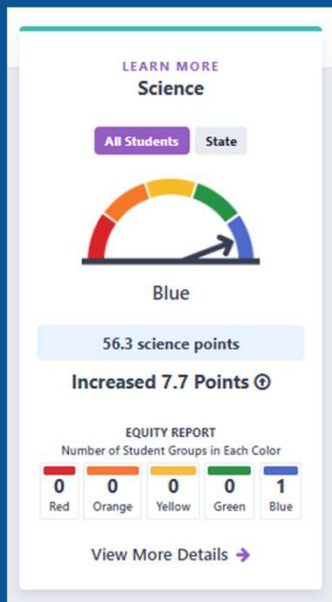 LEARN MORE
Science
All Students State
Blue
56.3 science points
Increased 7.7 Points
EQUITY REPORT
Number of Student Groups in Each Color
0 0 0 0 1
Red Orange Yellow Green Blue
View More Details